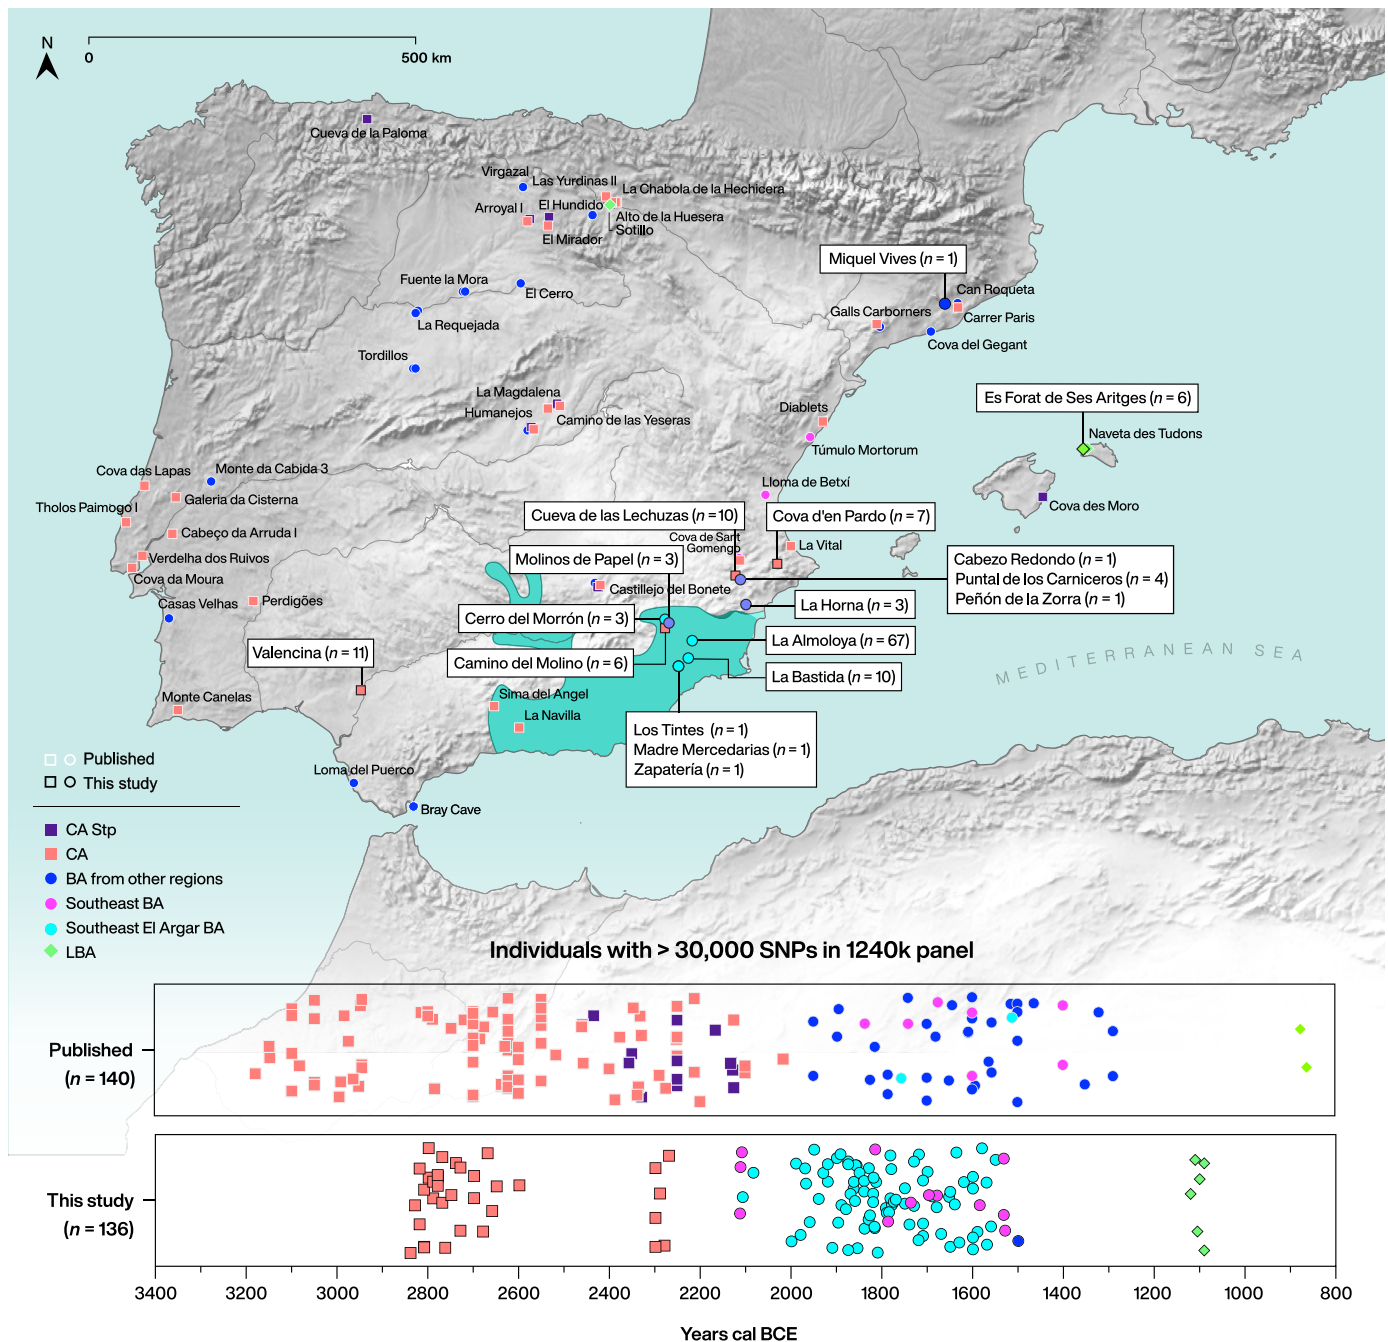 N
0
500 km
Cueva de la Paloma
Virgazal
Las Yurdinas II
La Chabola de la Hechicera
Arroyal I
El Hundido
Alto de la Huesera
Sotillo
El Mirador
Miquel Vives (n = 1)
Fuente la Mora
El Cerro
Can Roqueta
Galls Carborners
Carrer Paris
La Requejada
Cova del Gegant
Tordillos
La Magdalena
Es Forat de Ses Aritges (n = 6)
Humanejos
Camino de las Yeseras
Diablets
Naveta des Tudons
Túmulo Mortorum
Cova das Lapas
Monte da Cabida 3
Galeria da Cisterna
Lloma de Betxí
Cova des Moro
Tholos Paimogo I
Cueva de las Lechuzas (n = 10)
Cova d'en Pardo (n = 7)
Cabeço da Arruda I
Cova de Sant
Gomengo
La Vital
Verdelha dos Ruivos
Molinos de Papel (n = 3)
Cabezo Redondo (n = 1)
Puntal de los Carniceros (n = 4)
Peñón de la Zorra (n = 1)
Cova da Moura
Castillejo del Bonete
Casas Velhas
Perdigões
La Horna (n = 3)
Cerro del Morrón (n = 3)
La Almoloya (n = 67)
Valencina (n = 11)
Camino del Molino (n = 6)
MEDITERRANEAN SEA
La Bastida (n = 10)
Monte Canelas
Sima del Angel
La Navilla
Los Tintes (n = 1)
Madre Mercedarias (n = 1)
Zapatería (n = 1)
Published
This study
Loma del Puerco
Bray Cave
CA Stp
CA
BA from other regions
Southeast BA
Southeast El Argar BA
LBA
Individuals with > 30,000 SNPs in 1240k panel
Published
(n = 140)
This study
(n = 136)
3400 3200 3000 2800 2600 2400 2200 2000 1800 1600 1400 1200 1000 800
Years cal BCE